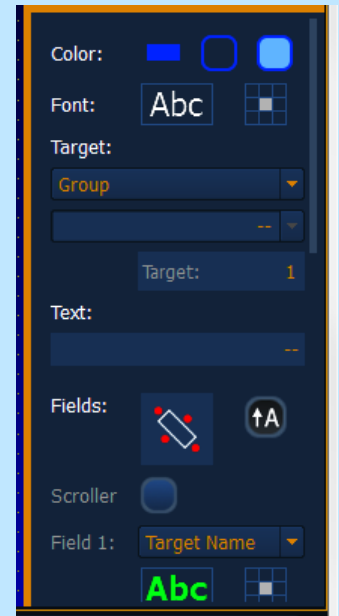 Color:
Font: Abc
Target:
Group
--
Target: 1
Text:
--
Fields: A
Scroller
Field 1: Target Name
Abc